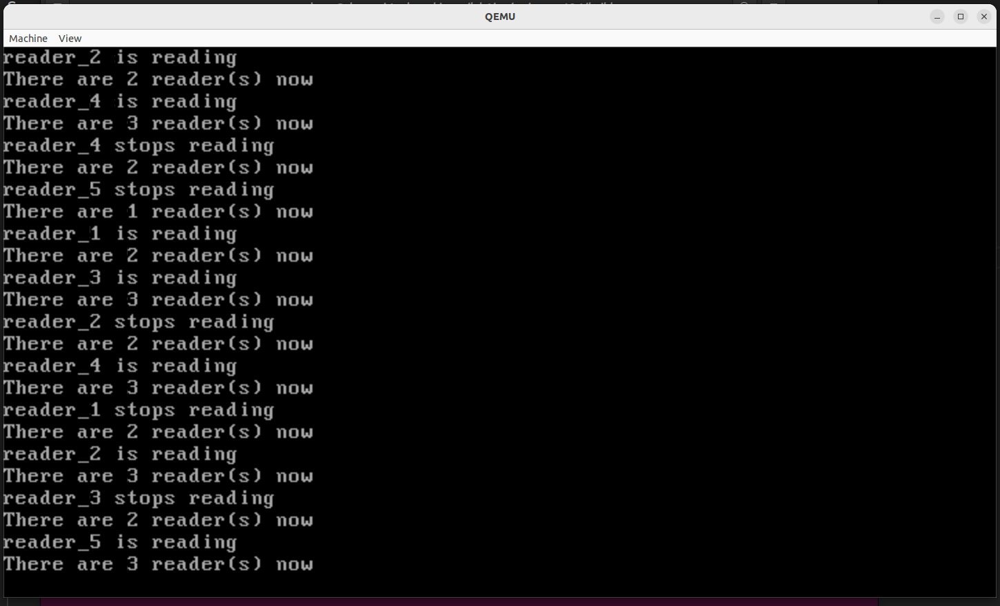 QEMU
Machine View
reader_2 is reading
There are 2 reader(s) now
reader_4 is reading
There are 3 reader(s) now
reader_4 stops reading
There are 2 reader(s) now
reader_5 stops reading
There are 1 reader(s) now
reader_1 is reading
There are 2 reader(s) now
reader_3 is reading
There are 3 reader(s) now
reader_2 stops reading
There are 2 reader(s) now
reader_4 is reading
There are 3 reader(s) now
reader_1 stops reading
There are 2 reader(s) now
reader_2 is reading
There are 3 reader(s) now
reader_3 stops reading
There are 2 reader(s) now
reader_5 is reading
There are 3 reader(s) now